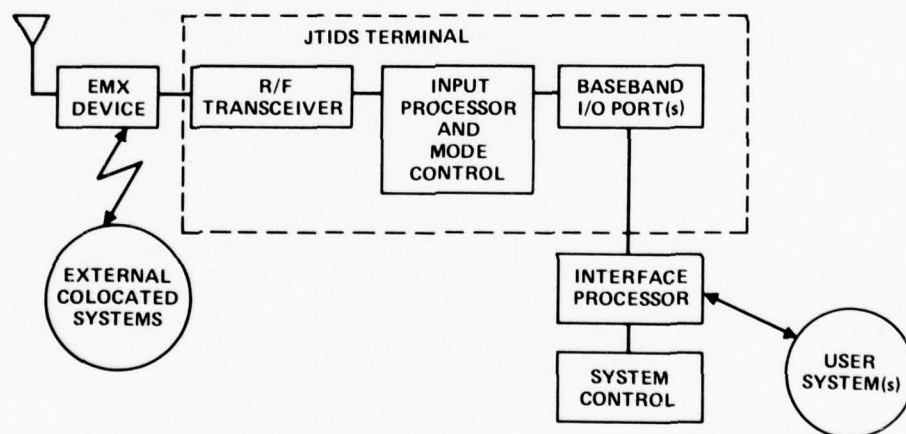 JTIDS TERMINAL
EMX
DEVICE
R/F
TRANSCEIVER
INPUT
PROCESSOR
AND
MODE
CONTROL
BASEBAND
I/O PORT(s)
EXTERNAL
COLOCATED
SYSTEMS
INTERFACE
PROCESSOR
SYSTEM
CONTROL
USER
SYSTEM(s)